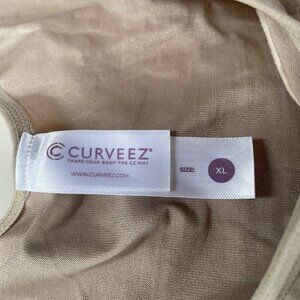 CURVEEZ®
SHAPE YOUR BODY THE EZ WAY
WWW.CURVEEZ.COM
SIZE: XL